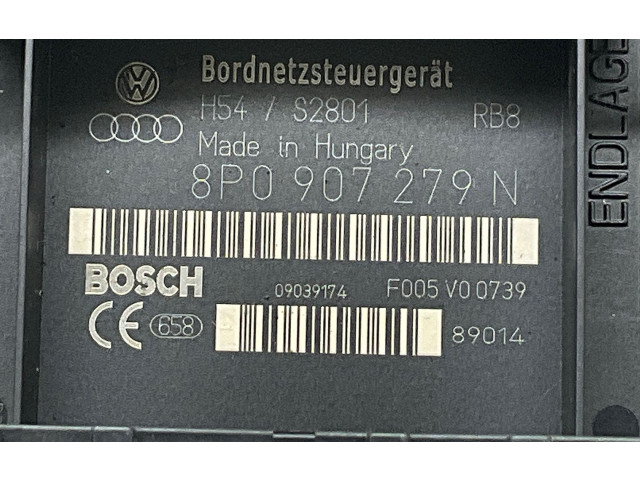 Bordnetzsteuergerät
H54 / S2801 RB8
Made in Hungary
8P0 907 279 N
BOSCH 09039174 F005 V0 0739
CE 658 89014
ENDLAGE